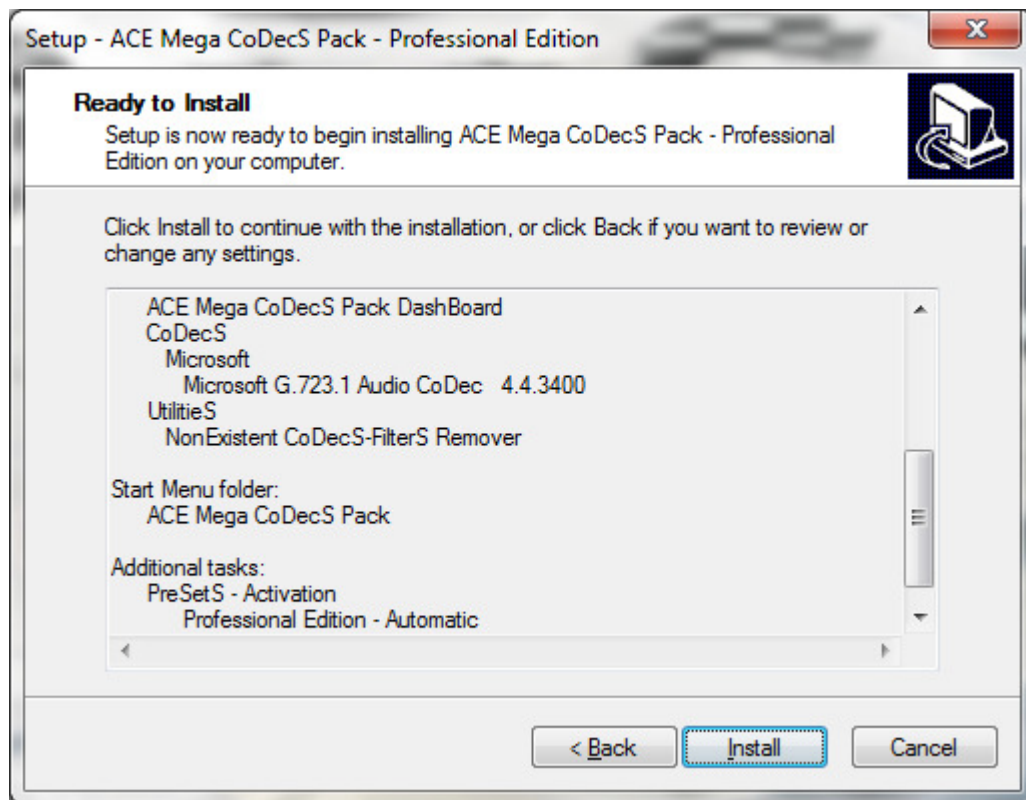 Setup - ACE Mega CoDecS Pack - Professional Edition
Ready to Install
Setup is now ready to begin installing ACE Mega CoDecS Pack - Professional
Edition on your computer.
Click Install to continue with the installation, or click Back if you want to review or
change any settings.
ACE Mega CoDecS Pack DashBoard
CoDecS
Microsoft
Microsoft G.723.1 Audio CoDec 4.4.3400
UtilitieS
NonExistent CoDecS-FilterS Remover
Start Menu folder:
ACE Mega CoDecS Pack
Additional tasks:
PreSetS - Activation
Professional Edition - Automatic
< Back Install Cancel